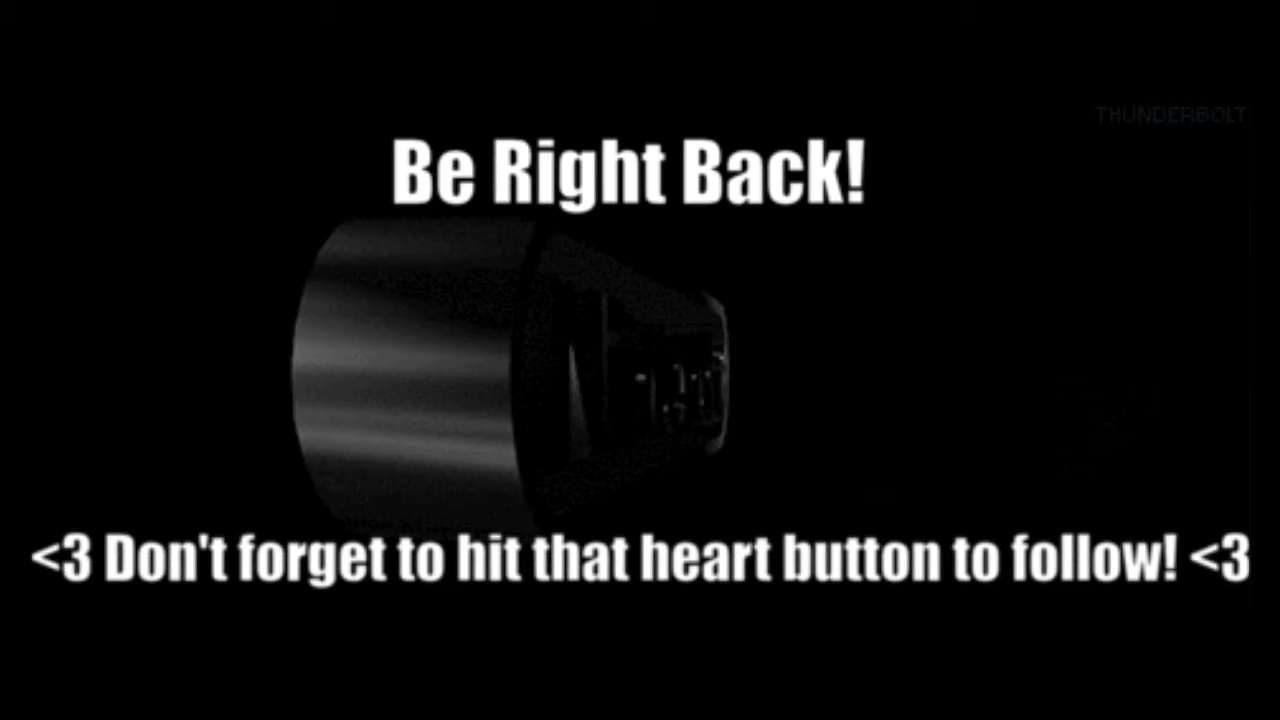 THUNDERBOLT
Be Right Back!
<3 Don't forget to hit that heart button to follow! <3